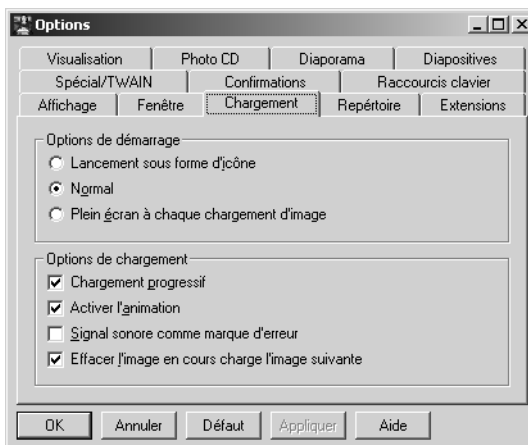 Options
Visualisation Photo CD Diaporama Diapositives
Spécial/TWAIN Confirmations Raccourcis clavier
Affichage Fenêtre Chargement Repértoire Extensions
Options de démarrage
Lancement sous forme d'icône
Normal
Plein écran à chaque chargement d'image
Options de chargement
Chargement progressif
Activer l'animation
Signal sonore comme marque d'erreur
Effacer l'image en cours charge l'image suivante
OK Annuler Défaut Appliquer Aide